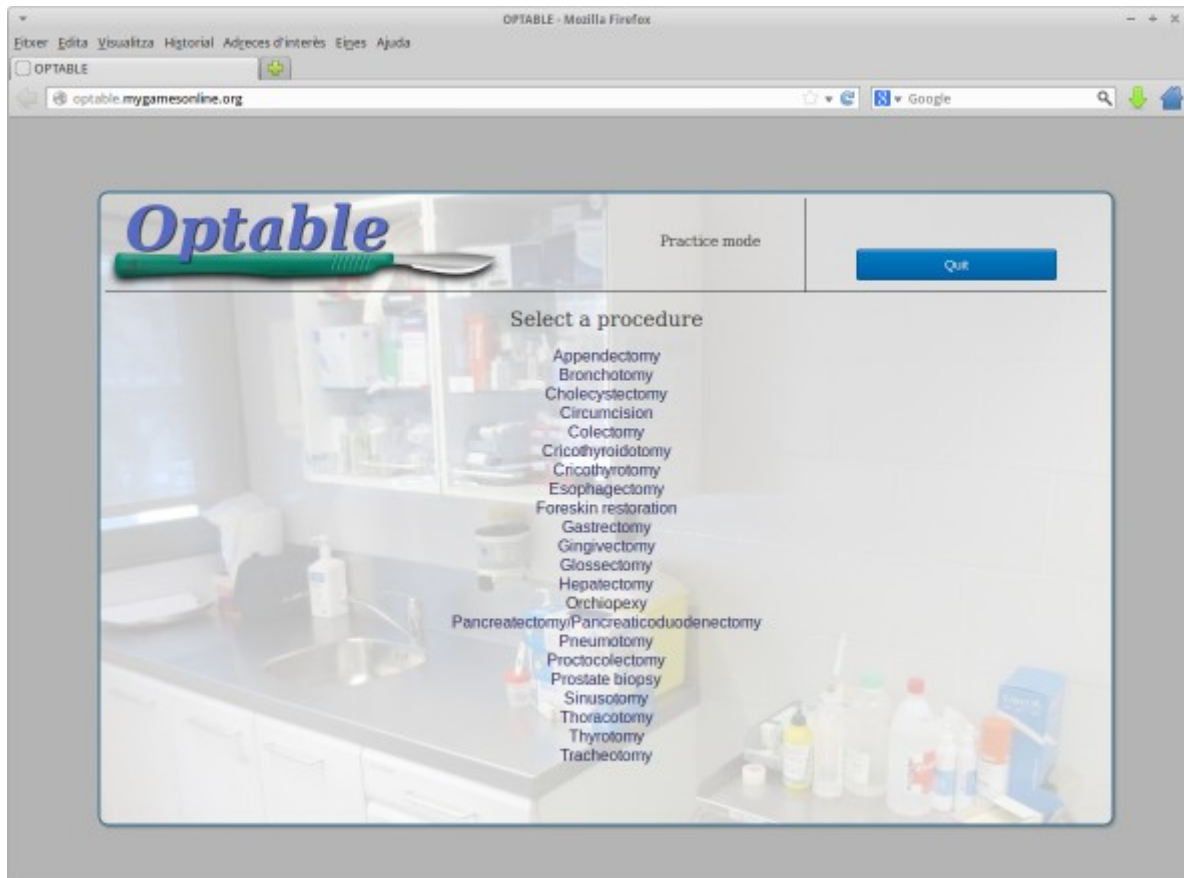 OPTABLE - Mozilla Firefox
Fitxer Edita Visualitza Historial Adreces d'interès Eines Ajuda
OPTABLE
optable.mygamesonline.org
Google
Optable
Practice mode
Quit
Select a procedure
Appendectomy
Bronchotomy
Cholecystectomy
Circumcision
Colectomy
Cricothyroidotomy
Cricothyrotomy
Esophagectomy
Foreskin restoration
Gastrectomy
Gingivectomy
Glossectomy
Hepatectomy
Orchiopexy
Pancreatectomy/Pancreaticoduodenectomy
Pneumotomy
Proctocolectomy
Prostate biopsy
Sinusotomy
Thoracotomy
Thyrotomy
Tracheotomy